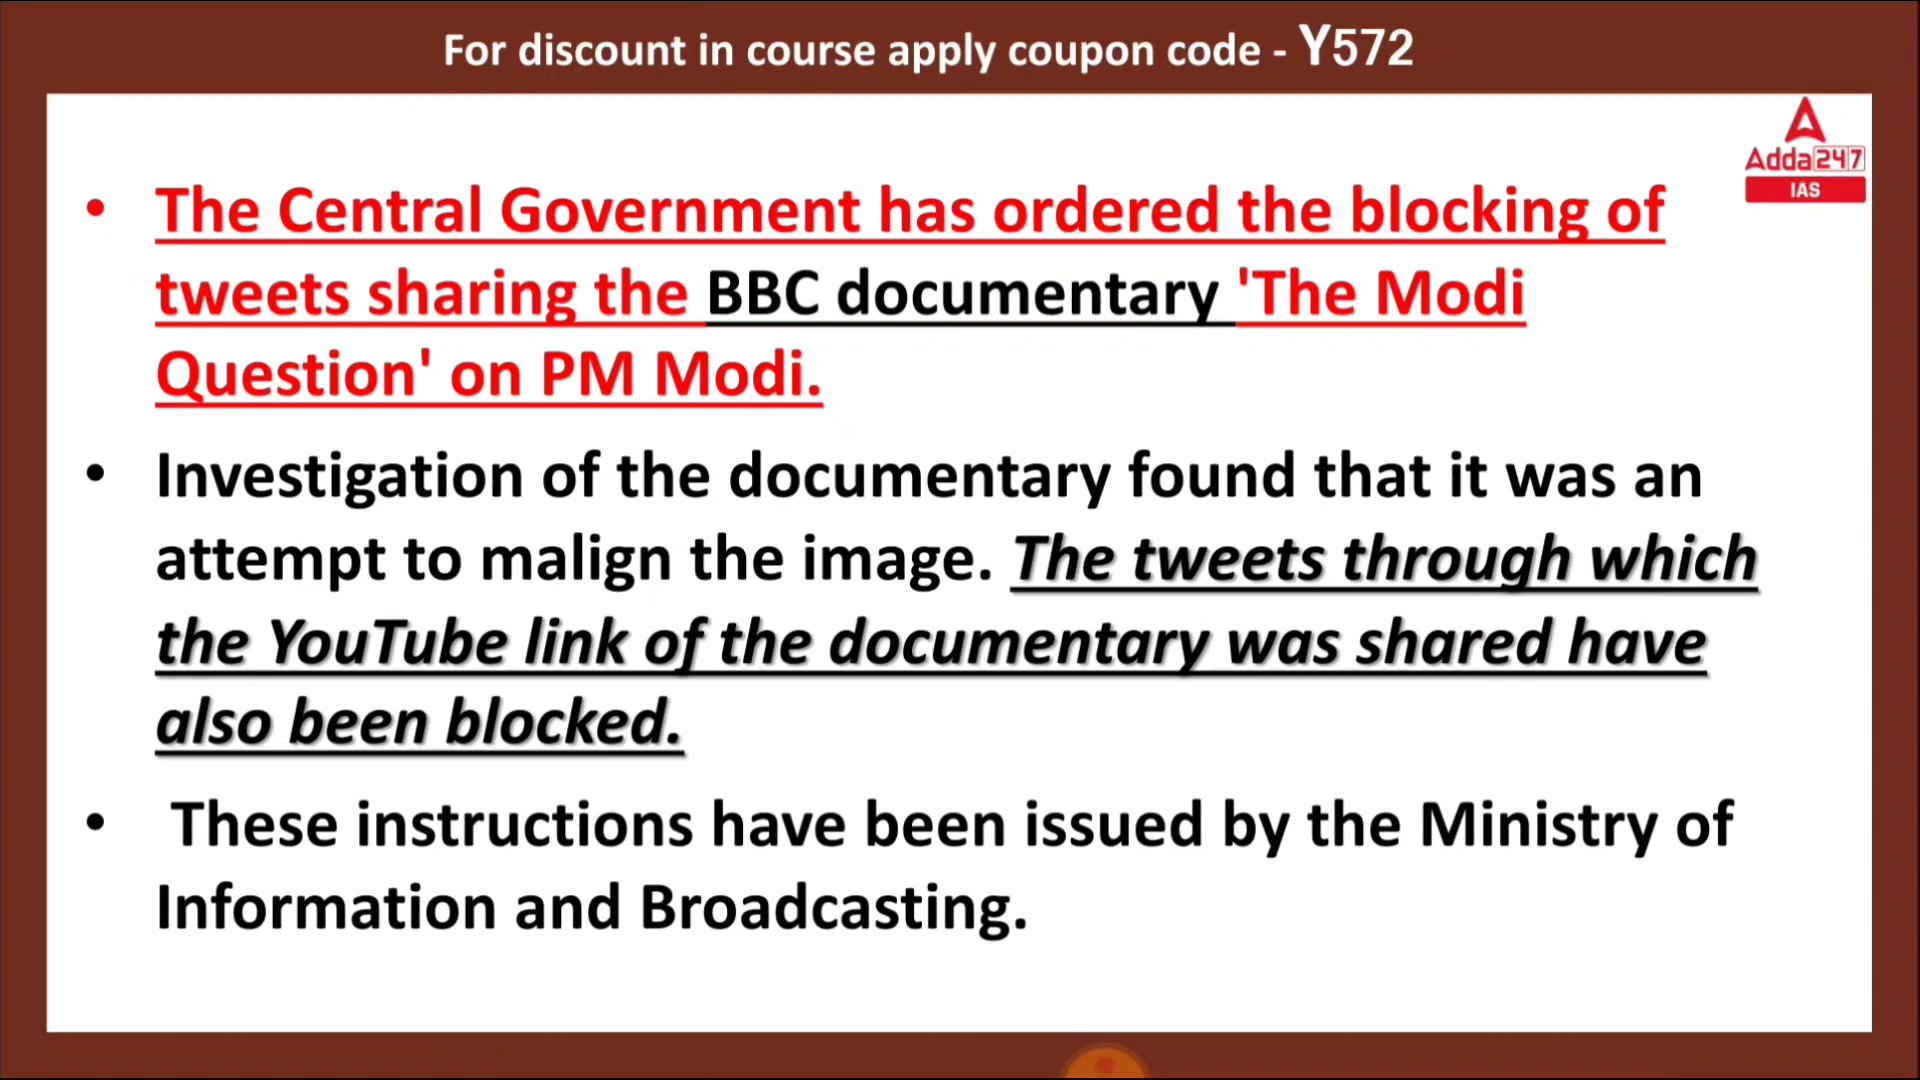 For discount in course apply coupon code - Y572
Adda247
IAS
• The Central Government has ordered the blocking of
tweets sharing the BBC documentary 'The Modi
Question' on PM Modi.
• Investigation of the documentary found that it was an
attempt to malign the image. The tweets through which
the YouTube link of the documentary was shared have
also been blocked.
• These instructions have been issued by the Ministry of
Information and Broadcasting.